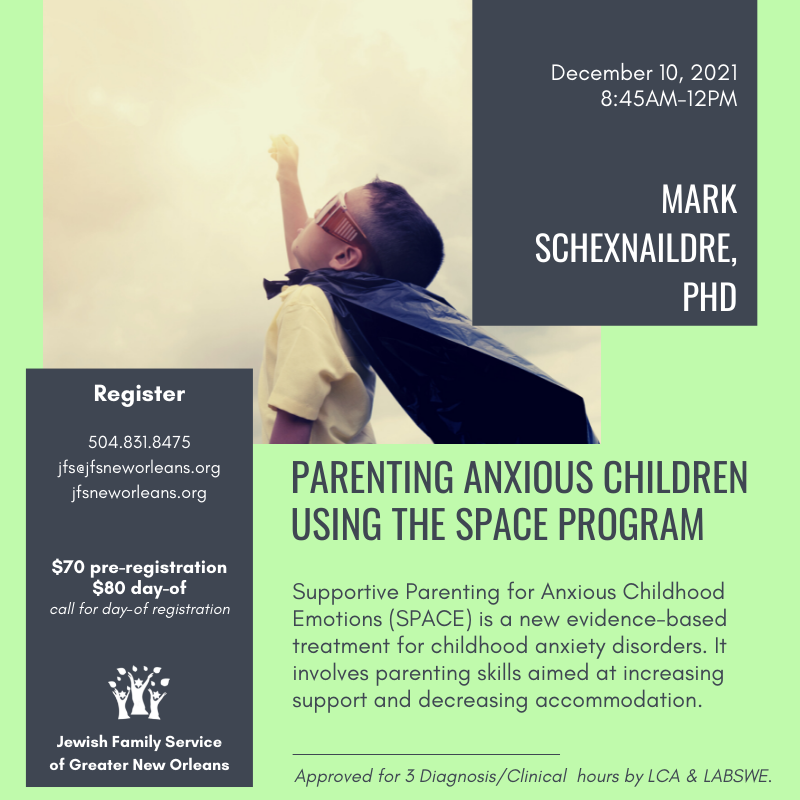 December 10, 2021
8:45AM-12PM
MARK
SCHEXNAILDRE,
PHD
Register
504.831.8475
jfs@jfsneworleans.org
jfsneworleans.org
$70 pre-registration
$80 day-of
call for day-of registration
Jewish Family Service
of Greater New Orleans
PARENTING ANXIOUS CHILDREN
USING THE SPACE PROGRAM
Supportive Parenting for Anxious Childhood
Emotions (SPACE) is a new evidence-based
treatment for childhood anxiety disorders. It
involves parenting skills aimed at increasing
support and decreasing accommodation.
Approved for 3 Diagnosis/Clinical hours by LCA & LABSWE.